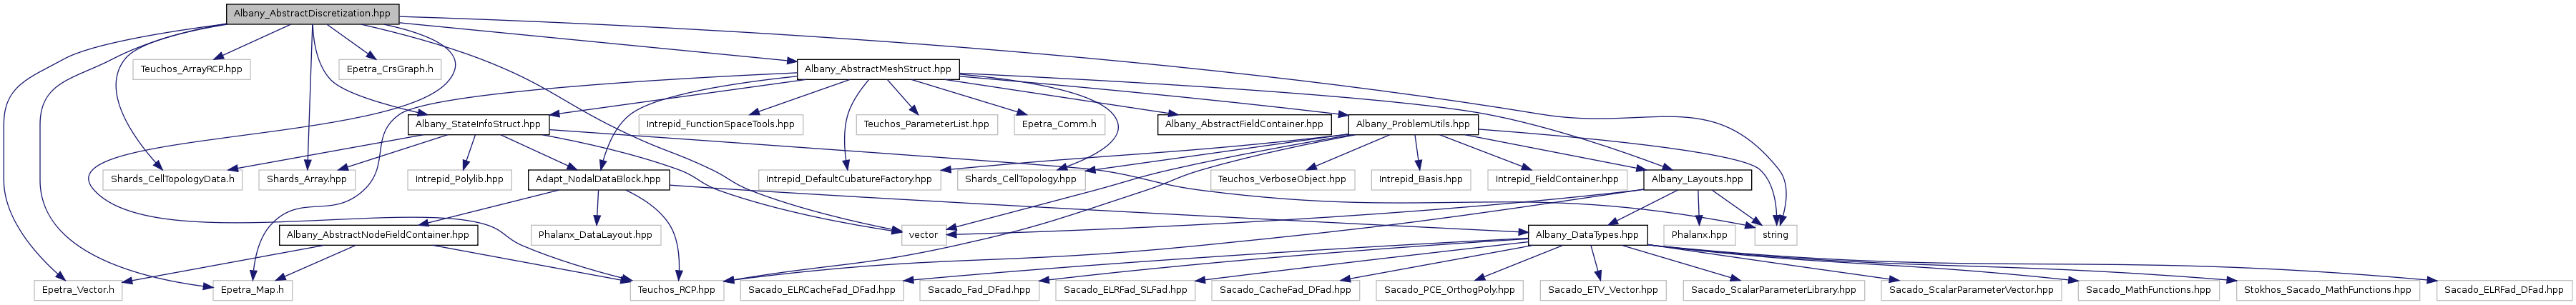 Albany_AbstractDiscretization.hpp
Teuchos_ArrayRCP.hpp
Epetra_CrsGraph.h
Albany_AbstractMeshStruct.hpp
Albany_StateInfoStruct.hpp
Intrepid_FunctionSpaceTools.hpp
Teuchos_ParameterList.hpp
Epetra_Comm.h
Albany_AbstractFieldContainer.hpp
Albany_ProblemUtils.hpp
Shards_CellTopologyData.h
Shards_Array.hpp
Intrepid_Polylib.hpp
Adapt_NodalDataBlock.hpp
Intrepid_DefaultCubatureFactory.hpp
Shards_CellTopology.hpp
Teuchos_VerboseObject.hpp
Intrepid_Basis.hpp
Intrepid_FieldContainer.hpp
Albany_Layouts.hpp
Albany_AbstractNodeFieldContainer.hpp
Phalanx_DataLayout.hpp
vector
Albany_DataTypes.hpp
Phalanx.hpp
string
Epetra_Vector.h
Epetra_Map.h
Teuchos_RCP.hpp
Sacado_ELRCacheFad_DFad.hpp
Sacado_Fad_DFad.hpp
Sacado_ELRFad_SLFad.hpp
Sacado_CacheFad_DFad.hpp
Sacado_PCE_OrthogPoly.hpp
Sacado_ETV_Vector.hpp
Sacado_ScalarParameterLibrary.hpp
Sacado_ScalarParameterVector.hpp
Sacado_MathFunctions.hpp
Stokhos_Sacado_MathFunctions.hpp
Sacado_ELRFad_DFad.hpp